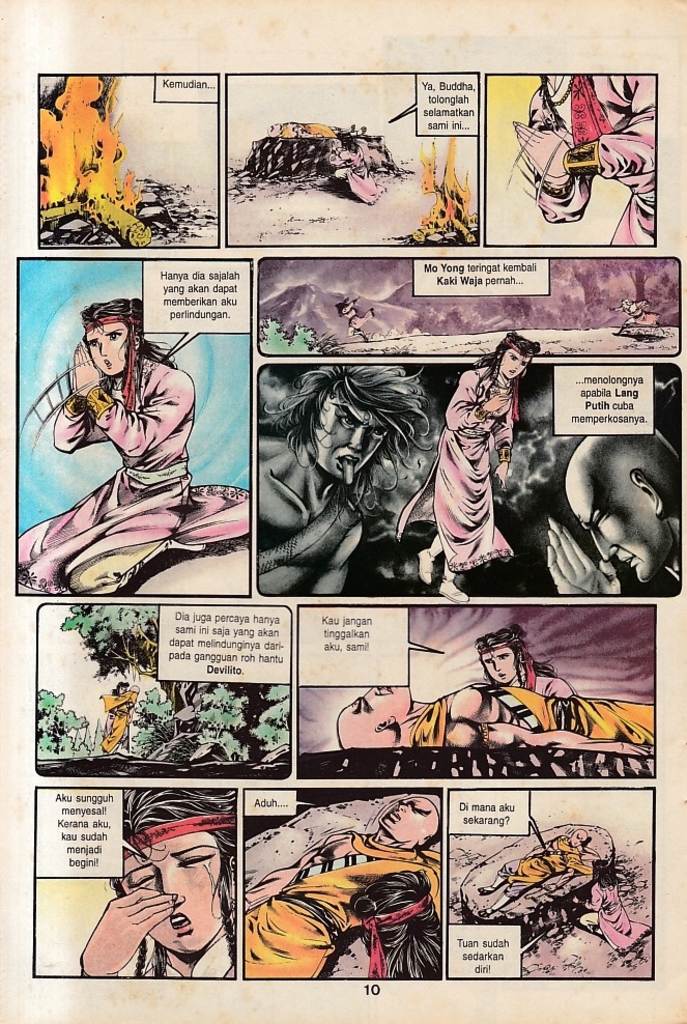 Kemudian...
Ya, Buddha,
tolonglah
selamatkan
sami ini...
Hanya dia sajalah
yang akan dapat
memberikan aku
perlindungan.
Mo Yong teringat kembali
Kaki Waja pernah...
...menolongnya
apabila Lang
Putih cuba
memperkosanya.
Dia juga percaya hanya
sami ini saja yang akan
dapat melindunginya dari-
pada gangguan roh hantu
Devilito.
Kau jangan
tinggalkan
aku, sami!
Aku sungguh
menyesal!
Kerana aku,
kau sudah
menjadi
begini!
Aduh....
Di mana aku
sekarang?
Tuan sudah
sedarkan
diri!
10